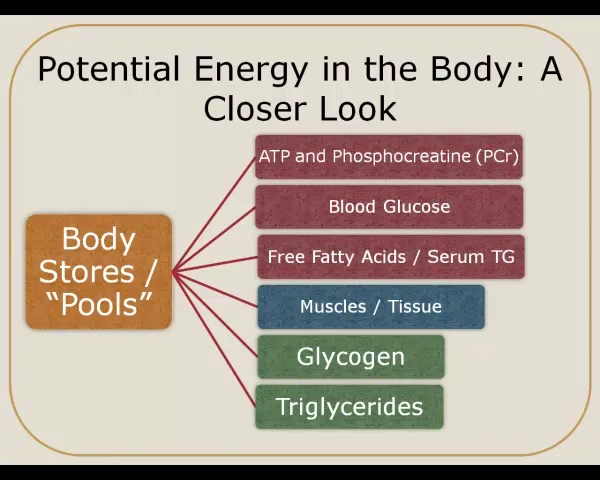 Potential Energy in the Body: A
Closer Look
ATP and Phosphocreatine (PCr)
Blood Glucose
Free Fatty Acids / Serum TG
Body
Stores /
“Pools”
Muscles / Tissue
Glycogen
Triglycerides